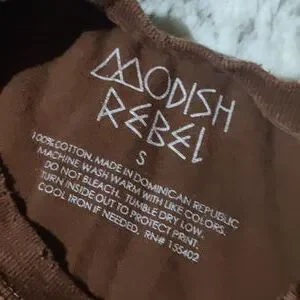 MODISH
REBEL
S
100% COTTON. MADE IN DOMINICAN REPUBLIC
MACHINE WASH WARM WITH LIKE COLORS.
DO NOT BLEACH. TUMBLE DRY LOW.
TURN INSIDE OUT TO PROTECT PRINT.
COOL IRON IF NEEDED. RN# 155402